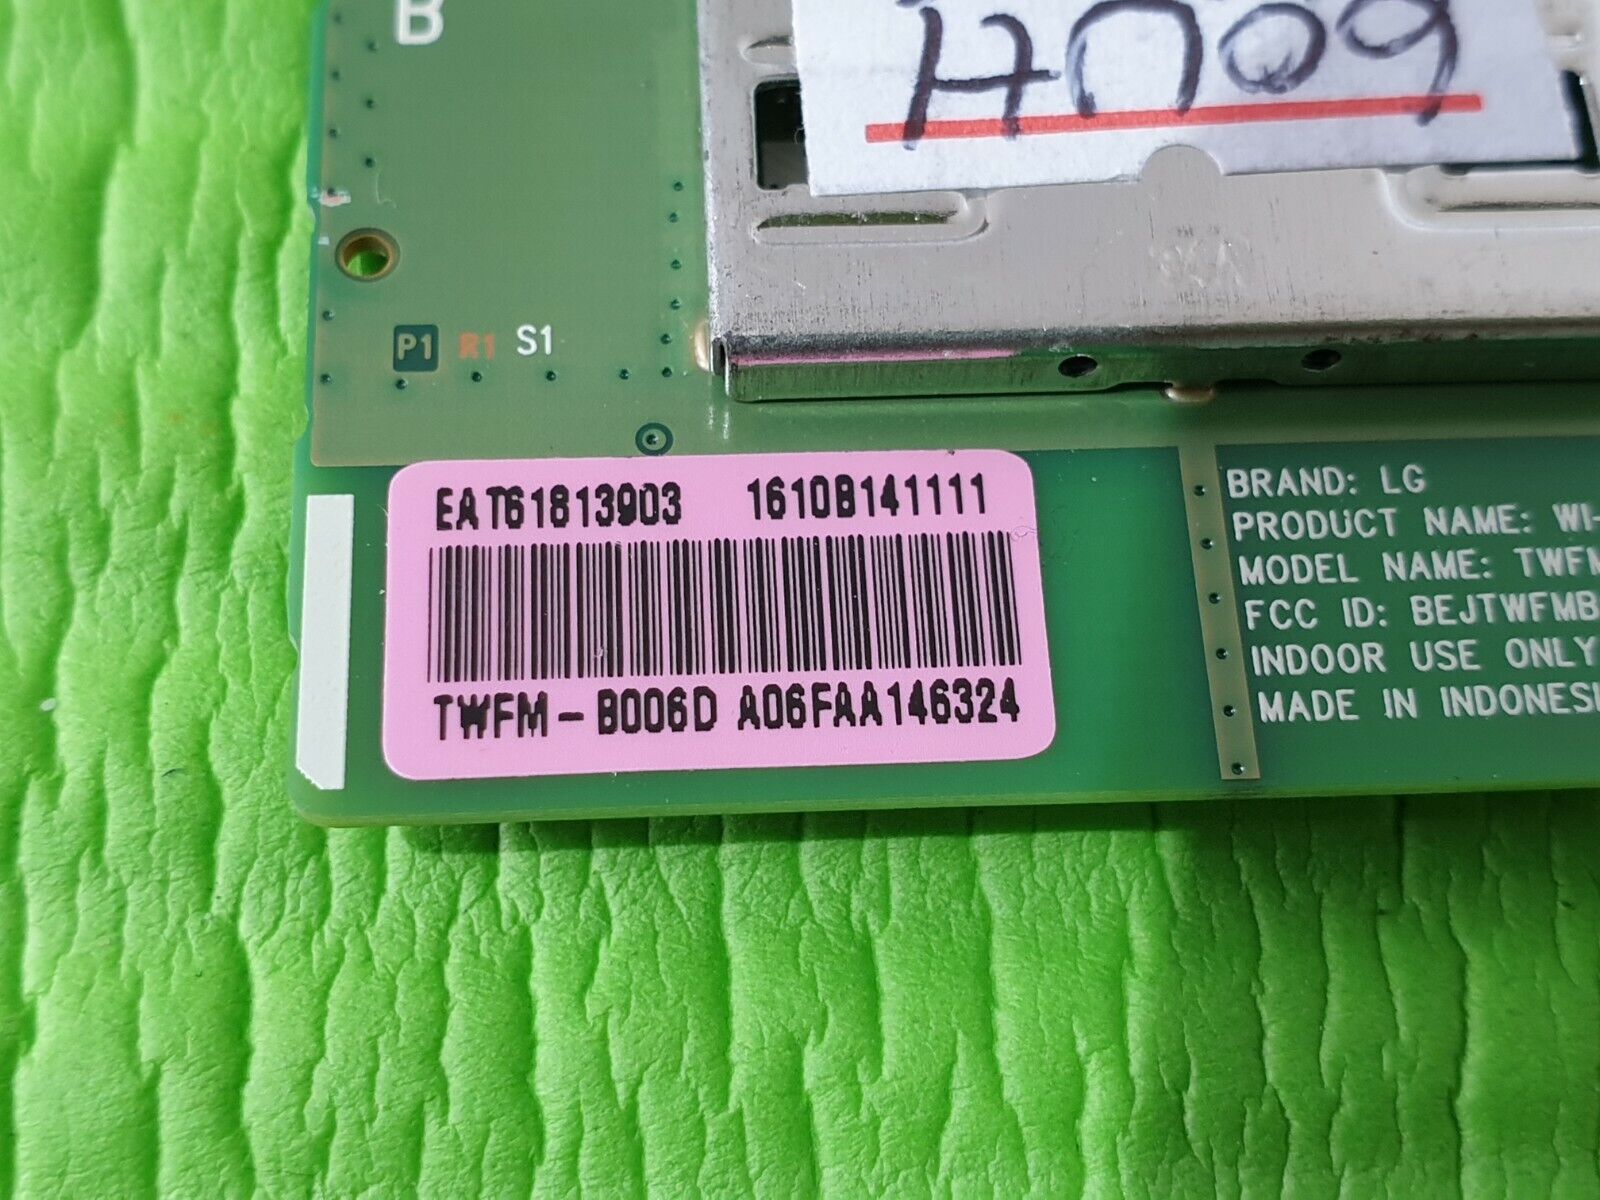 B
HM09
P1 R1 S1
EAT61813903 1610B141111
TWFM-B006D A06FAA146324
BRAND: LG
PRODUCT NAME: WI-
MODEL NAME: TWFM
FCC ID: BEJTWFMB
INDOOR USE ONLY
MADE IN INDONESI